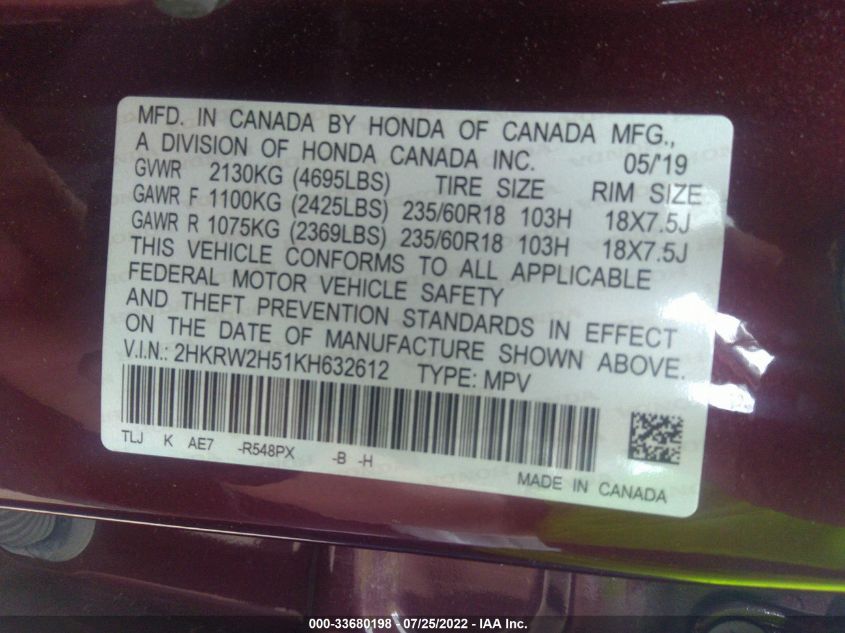 MFD. IN CANADA BY HONDA OF CANADA MFG.,
A DIVISION OF HONDA CANADA INC. 05/'19
GVWR 2130KG (4695LBS) TIRE SIZE RIM SIZE
GAWR F 1100KG (2425LBS) 235/60R18 103H 18X7.5J
GAWR R 1075KG (2369LBS) 235/60R18 103H 18X7.5J
THIS VEHICLE CONFORMS TO ALL APPLICABLE
FEDERAL MOTOR VEHICLE SAFETY
AND THEFT PREVENTION STANDARDS IN EFFECT
ON THE DATE OF MANUFACTURE SHOWN ABOVE.
V.I.N.: 2HKRW2H51KH632612 TYPE: MPV
TLJ K AE7 -R548PX -B -H
MADE IN CANADA
000-33680198 - 07/25/2022 - IAA Inc.